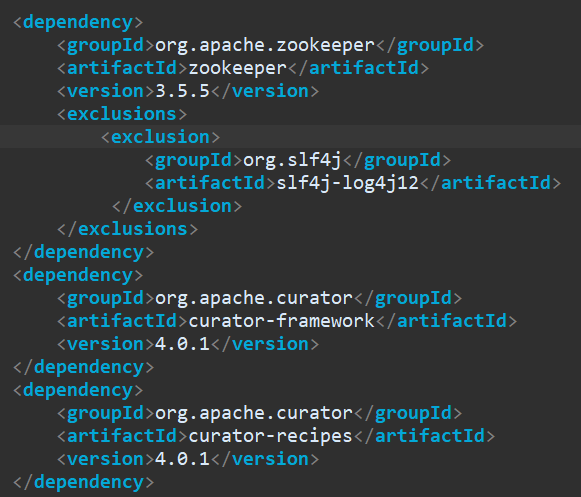 <dependency>
    <groupId>org.apache.zookeeper</groupId>
    <artifactId>zookeeper</artifactId>
    <version>3.5.5</version>
    <exclusions>
        <exclusion>
            <groupId>org.slf4j</groupId>
            <artifactId>slf4j-log4j12</artifactId>
         </exclusion>
    </exclusions>
</dependency>
<dependency>
    <groupId>org.apache.curator</groupId>
    <artifactId>curator-framework</artifactId>
    <version>4.0.1</version>
</dependency>
<dependency>
    <groupId>org.apache.curator</groupId>
    <artifactId>curator-recipes</artifactId>
    <version>4.0.1</version>
</dependency>